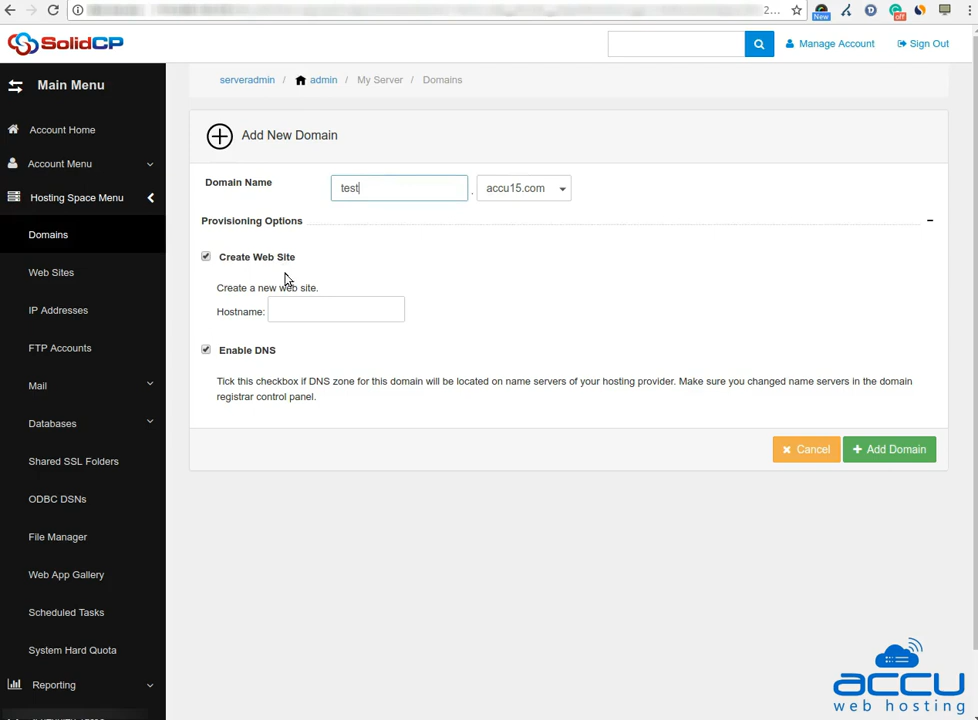 2...
New
off
SolidCP
Manage Account
Sign Out
Main Menu
serveradmin / admin / My Server / Domains
Account Home
Account Menu
Hosting Space Menu
Domains
Web Sites
IP Addresses
FTP Accounts
Mail
Databases
Shared SSL Folders
ODBC DSNs
File Manager
Web App Gallery
Scheduled Tasks
System Hard Quota
Reporting
Add New Domain
Domain Name
test . accu15.com
Provisioning Options
Create Web Site
Create a new web site.
Hostname:
Enable DNS
Tick this checkbox if DNS zone for this domain will be located on name servers of your hosting provider. Make sure you changed name servers in the domain
registrar control panel.
Cancel
Add Domain
accu
web hosting